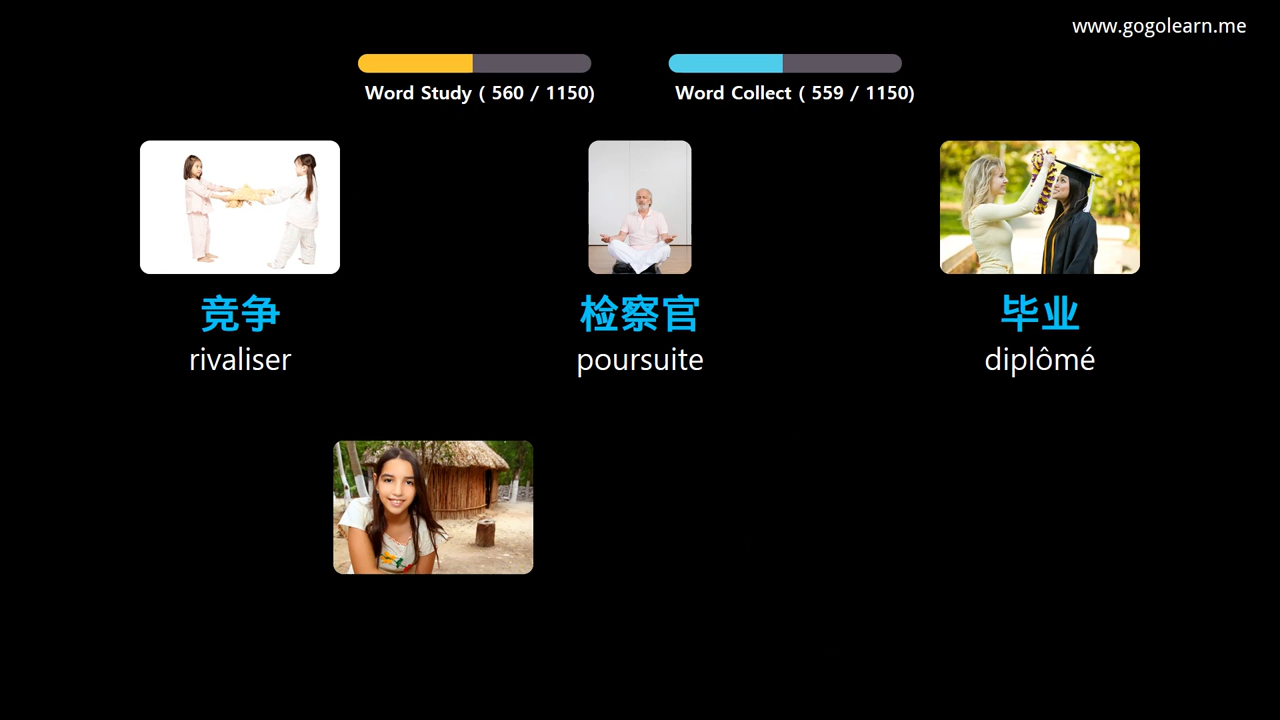 www.gogolearn.me
Word Study ( 560 / 1150)
Word Collect ( 559 / 1150)
竞争
检察官
毕业
rivaliser
poursuite
diplômé